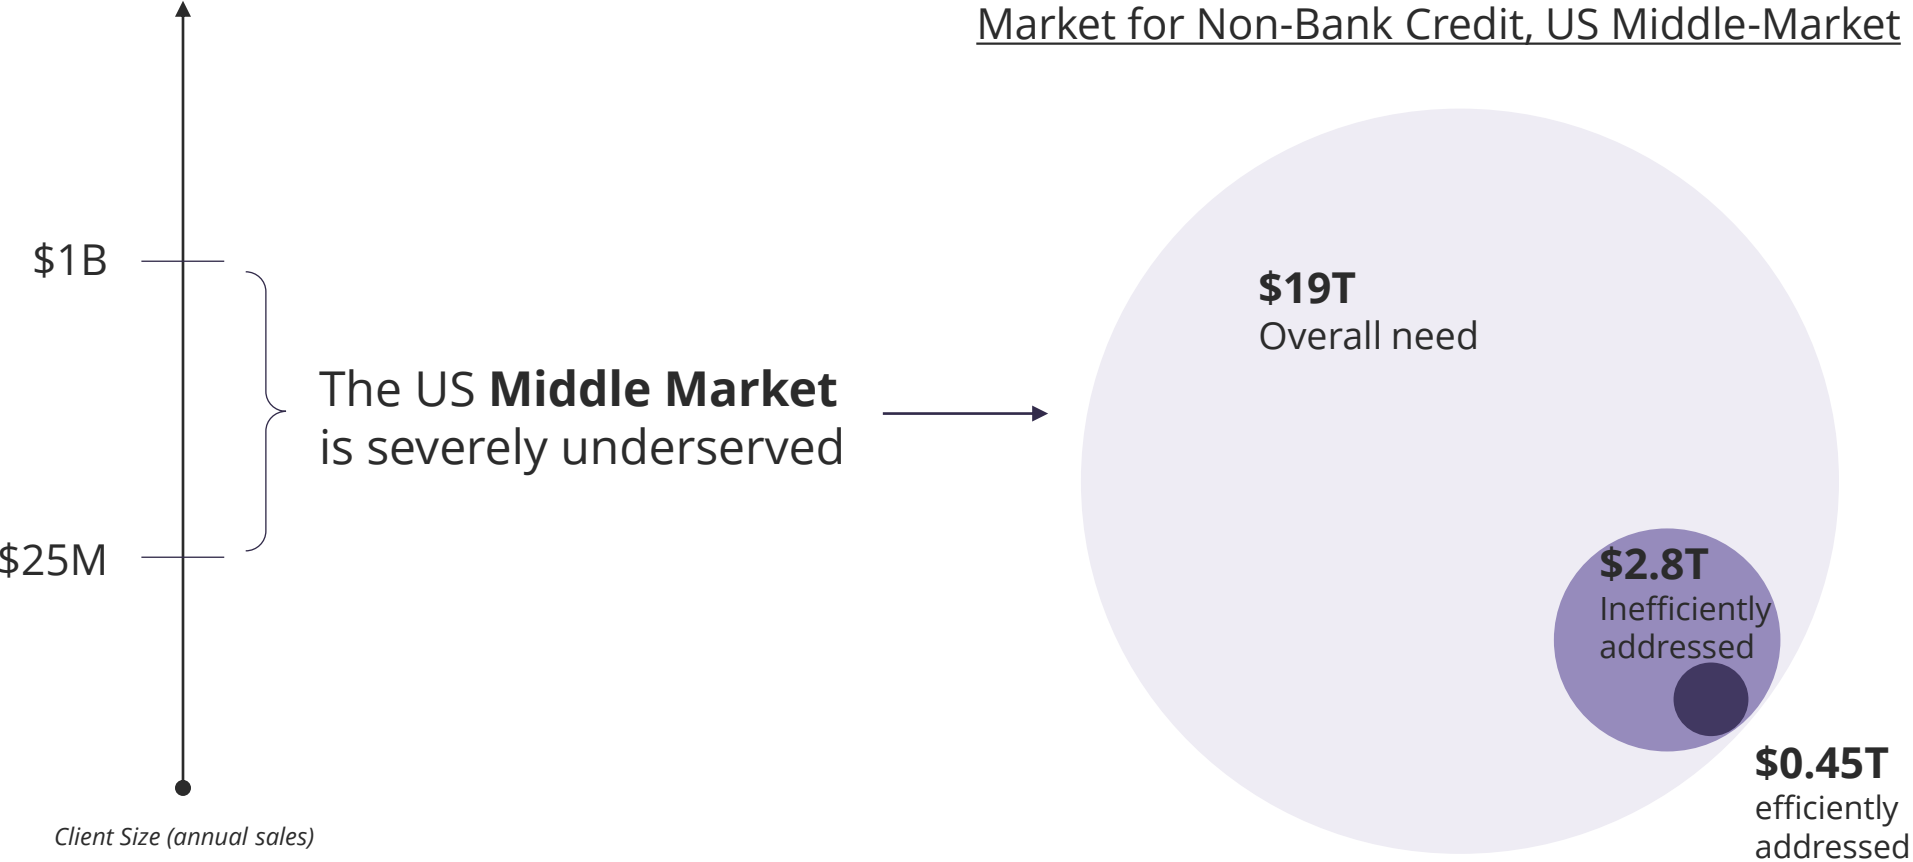 Market for Non-Bank Credit, US Middle-Market
$1B
$25M
Client Size (annual sales)
The US Middle Market
is severely underserved
$19T
Overall need
$2.8T
Inefficiently
addressed
$0.45T
efficiently
addressed